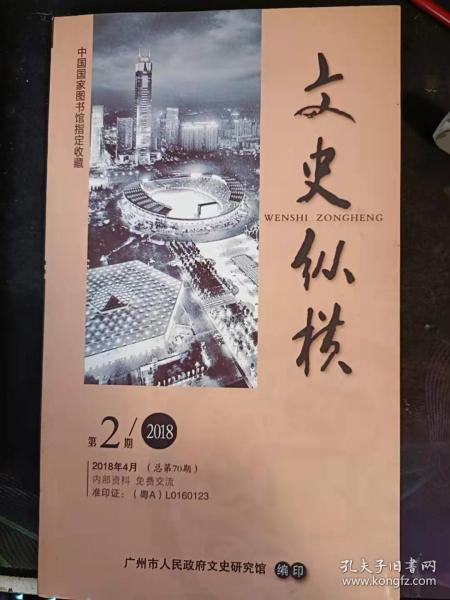 中国国家图书馆指定收藏
文史纵横
WENSHI ZONGHENG
第2期/2018
2018年4月 （总第70期）
内部资料 免费交流
准印证：（粤A）L0160123
广州市人民政府文史研究馆 编印
孔夫子旧书网
www.kongfz.com